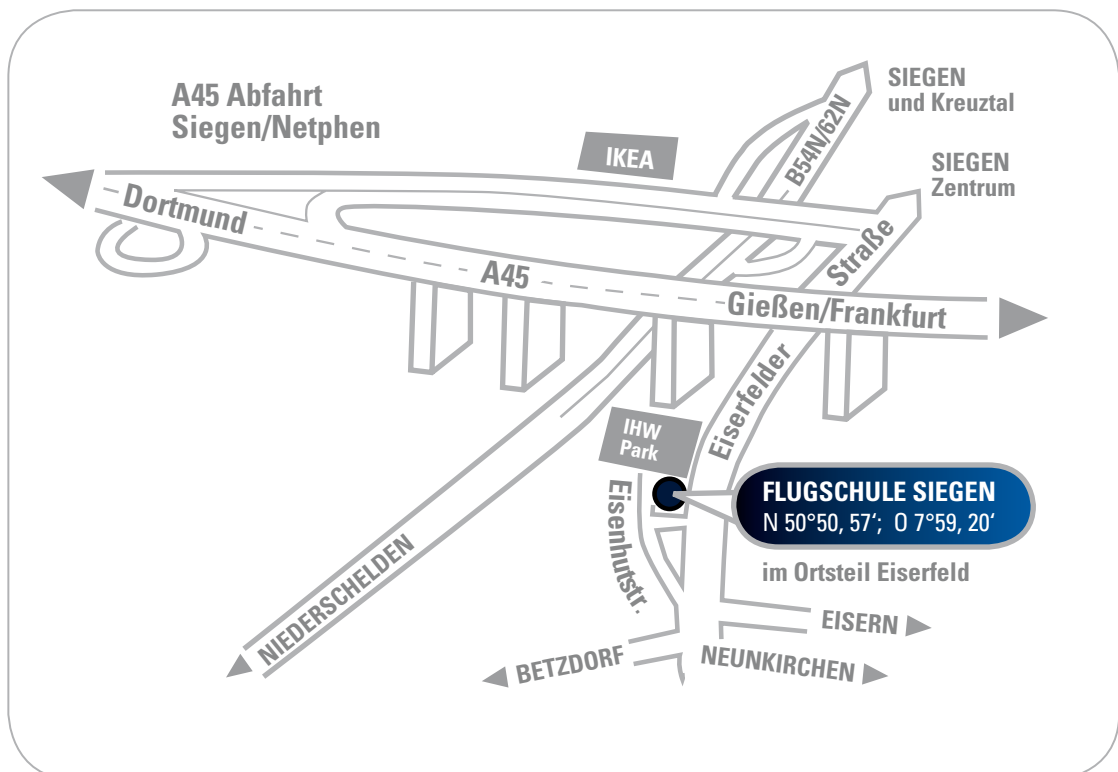 A45 Abfahrt
Siegen/Netphen
SIEGEN
und Kreuztal
B54N/62N
IKEA
SIEGEN
Zentrum
Dortmund
A45
Gießen/Frankfurt
Eiserfelder
Straße
IHW
Park
Eisenhutstr.
FLUGSCHULE SIEGEN
N 50°50, 57‘; O 7°59, 20‘
im Ortsteil Eiserfeld
NIEDERSCHELDEN
EISERN
BETZDORF
NEUNKIRCHEN